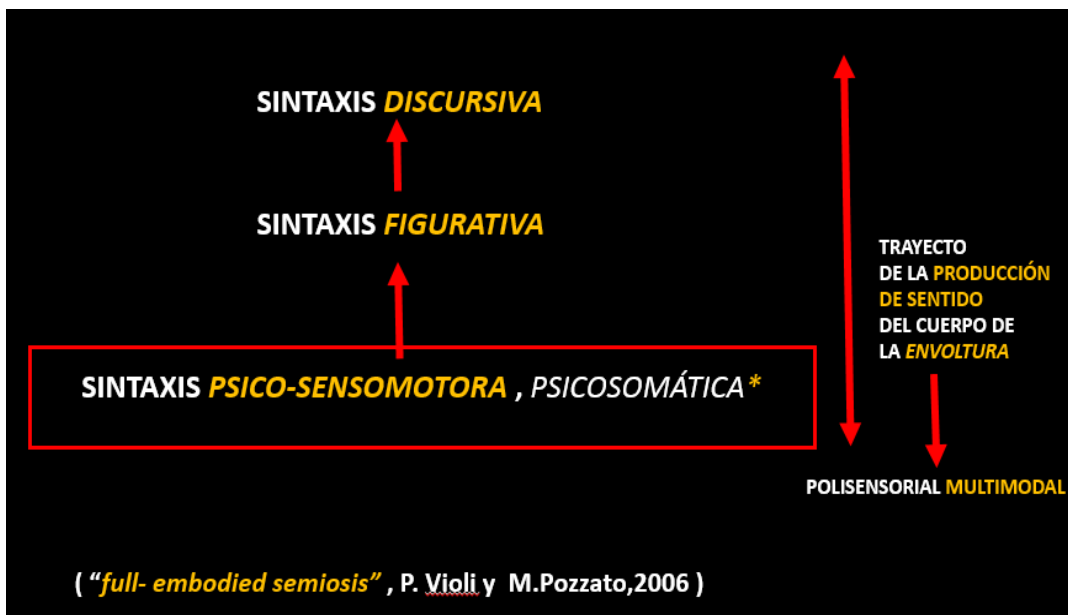 SINTAXIS DISCURSIVA
SINTAXIS FIGURATIVA
TRAYECTO
DE LA PRODUCCIÓN
DE SENTIDO
DEL CUERPO DE
LA ENVOLTURA
SINTAXIS PSICO-SENSOMOTORA , PSICOSOMÁTICA*
POLISENSORIAL MULTIMODAL
( “full- embodied semiosis” , P. Violi y M.Pozzato,2006 )